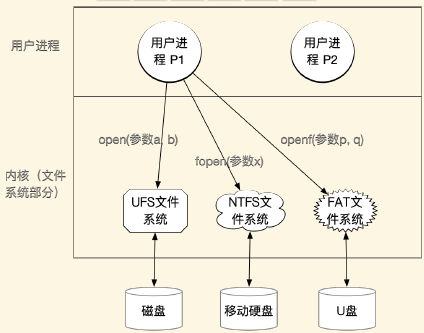 用户进程
用户进
程 P1
用户进
程 P2
open(参数a, b)
openf(参数p, q)
fopen(参数x)
内核（文件
系统部分）
UFS文件
系统
NTFS文
件系统
FAT文
件系统
磁盘
移动硬盘
U盘